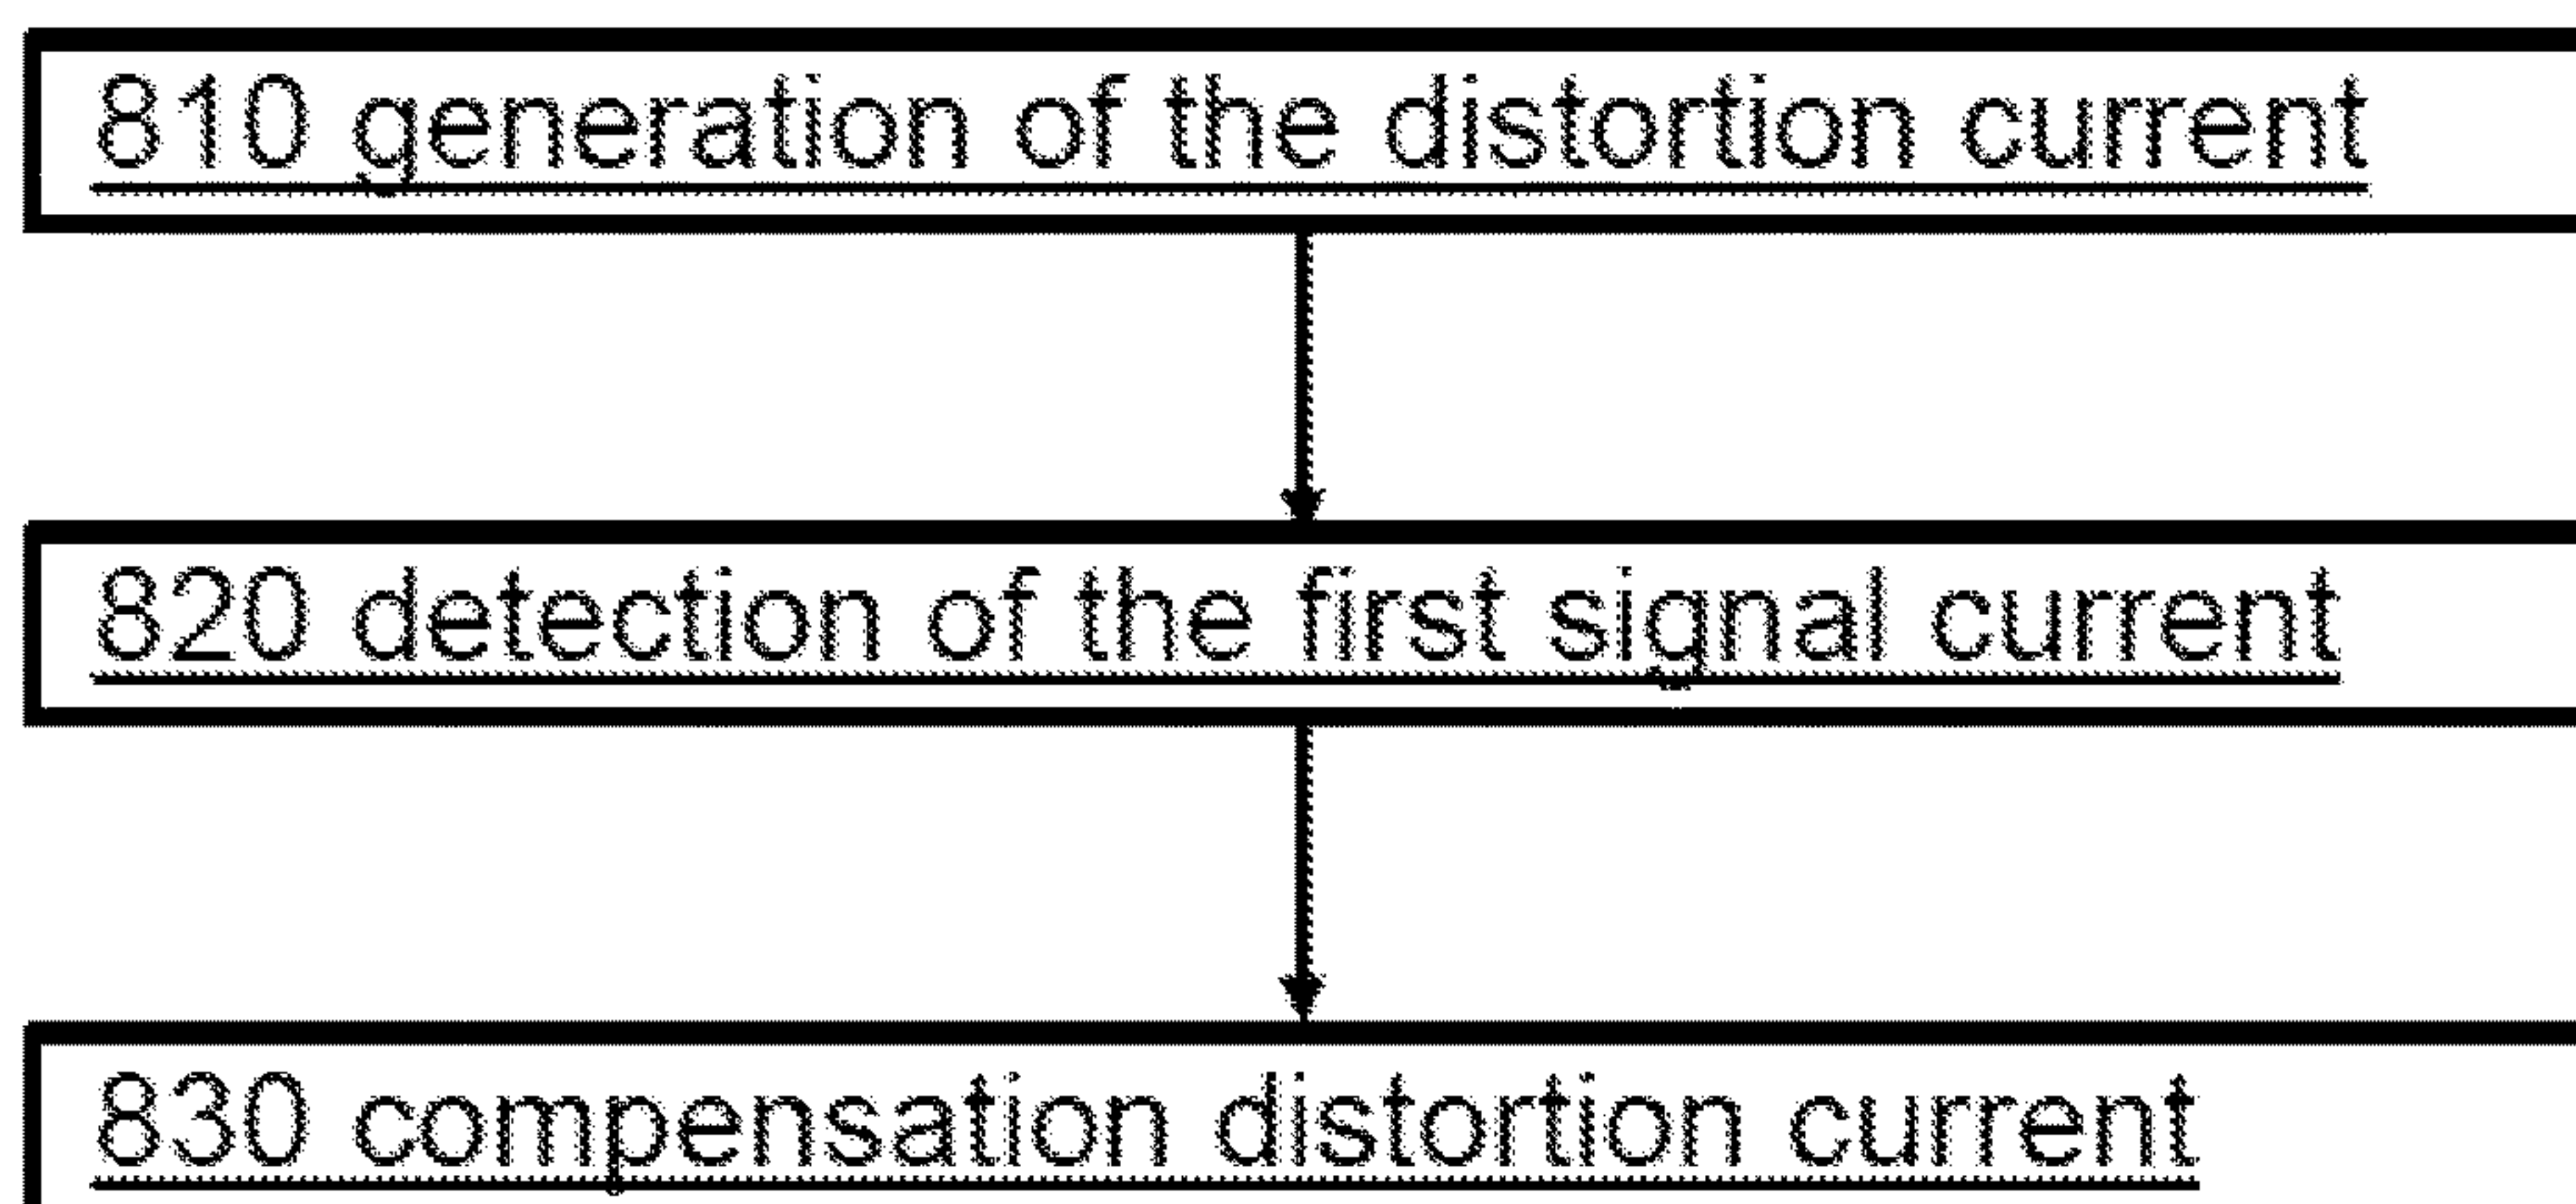 810 generation of the distortion current
820 detection of the first signal current
830 compensation distortion current